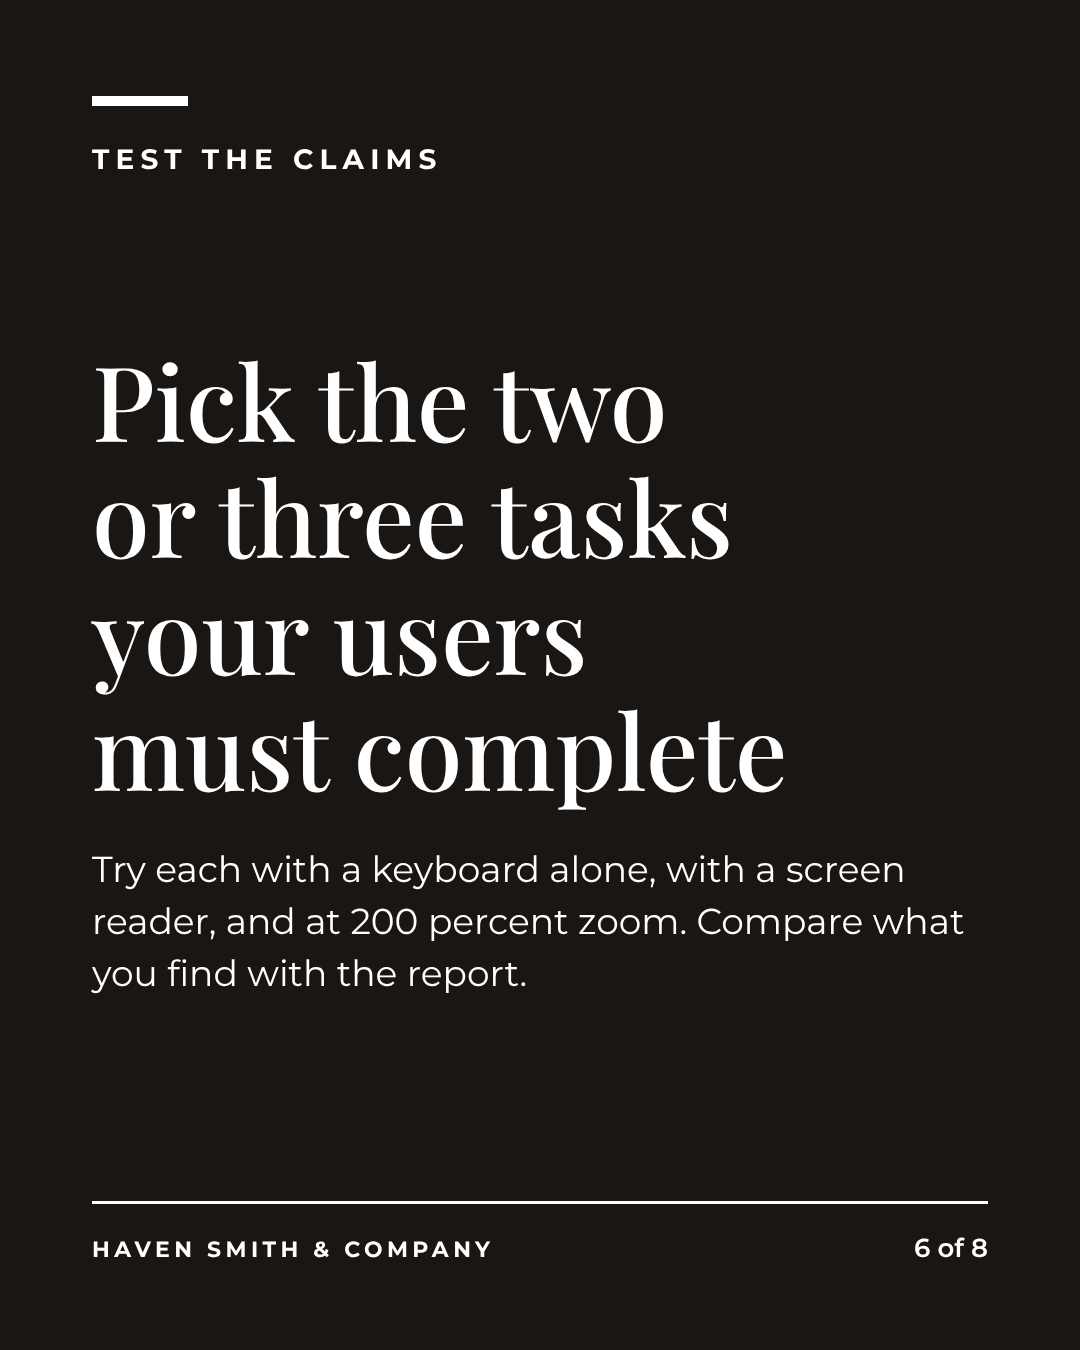 TEST THE CLAIMS
Pick the two
or three tasks
your users
must complete
Try each with a keyboard alone, with a screen
reader, and at 200 percent zoom. Compare what
you find with the report.
HAVEN SMITH & COMPANY
6 of 8